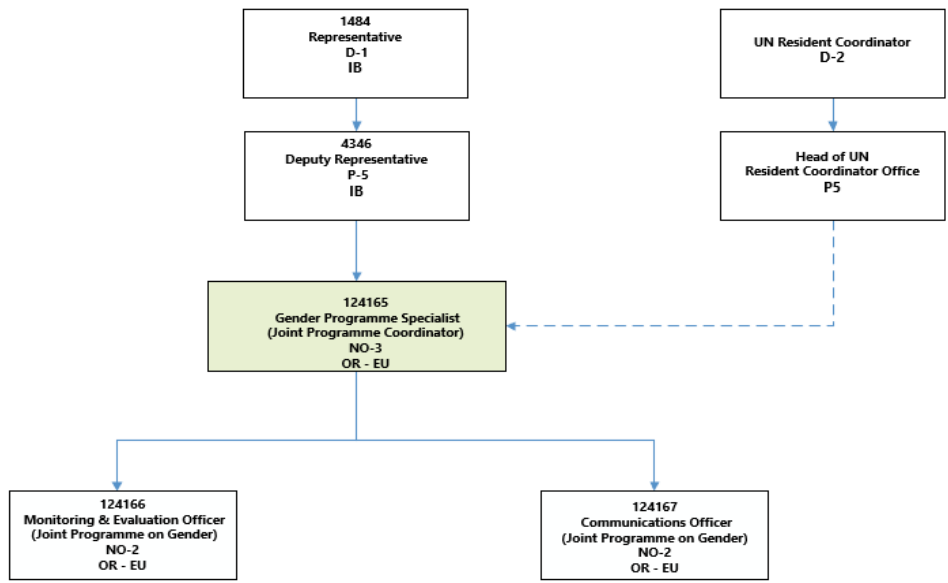 1484
Representative
D-1
IB
UN Resident Coordinator
D-2
4346
Deputy Representative
P-5
IB
Head of UN
Resident Coordinator Office
P5
124165
Gender Programme Specialist
(Joint Programme Coordinator)
NO-3
OR - EU
124166
Monitoring & Evaluation Officer
(Joint Programme on Gender)
NO-2
OR - EU
124167
Communications Officer
(Joint Programme on Gender)
NO-2
OR - EU